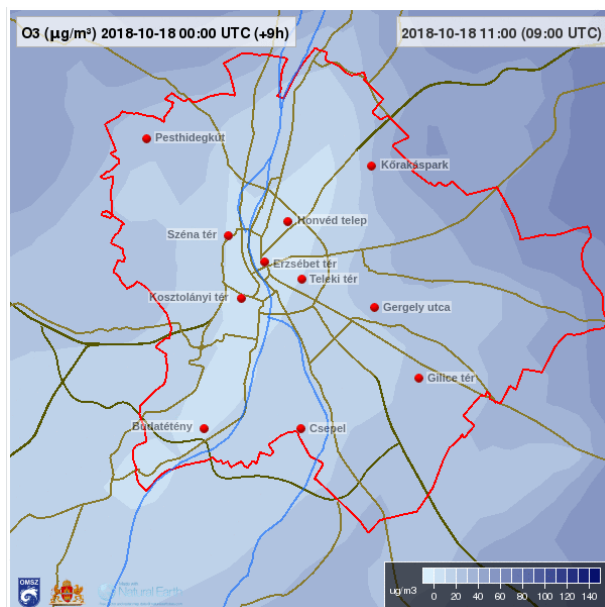 O3 (µg/m³) 2018-10-18 00:00 UTC (+9h)
2018-10-18 11:00 (09:00 UTC)
Pesthidegkút
Kőrakáspark
Honvéd telep
Széna tér
Erzsébet tér
Teleki tér
Kosztolányi tér
Gergely utca
Gilice tér
Budatétény
Csepel
OMSZ
Natural Earth
ug/m3
0 20 40 60 80 100 120 140